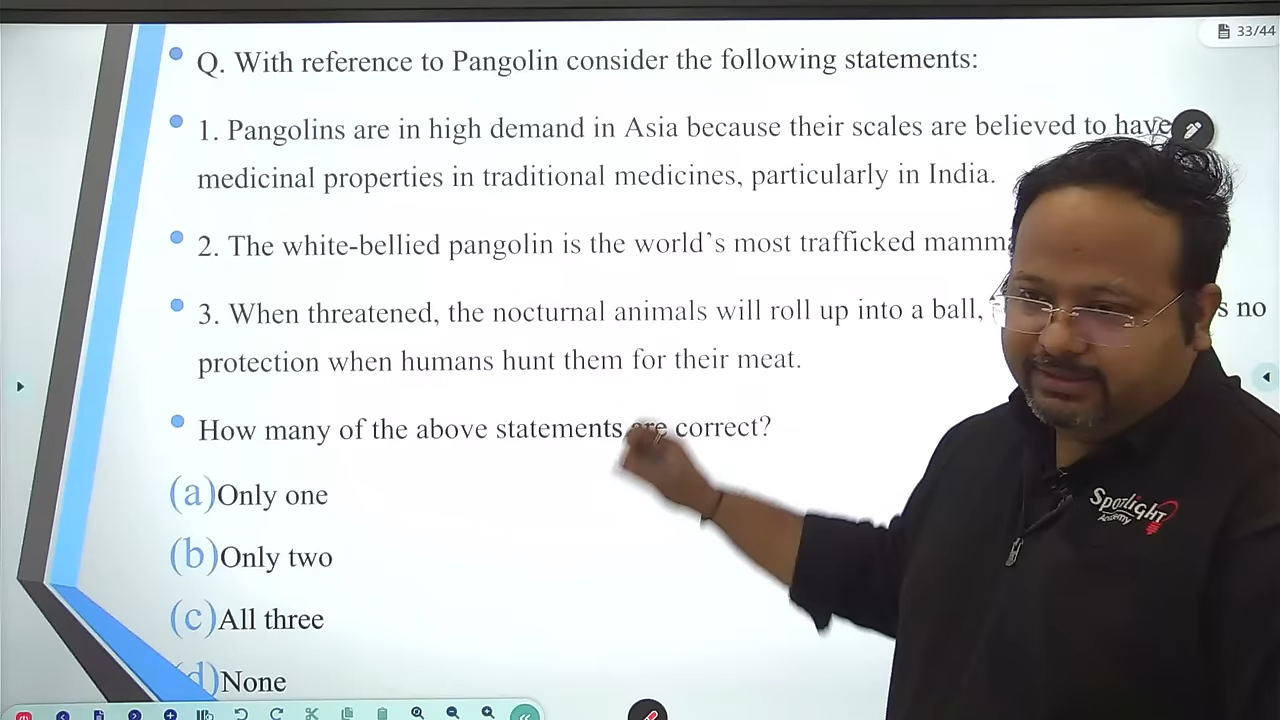 33/44
Q. With reference to Pangolin consider the following statements:
1. Pangolins are in high demand in Asia because their scales are believed to have
medicinal properties in traditional medicines, particularly in India.
2. The white-bellied pangolin is the world's most trafficked
3. When threatened, the nocturnal animals will roll up into a ball, no
protection when humans hunt them for their meat.
How many of the above statements are correct?
(a)Only one
(b)Only two
(c)All three
(d)None
Spotlight
Academy